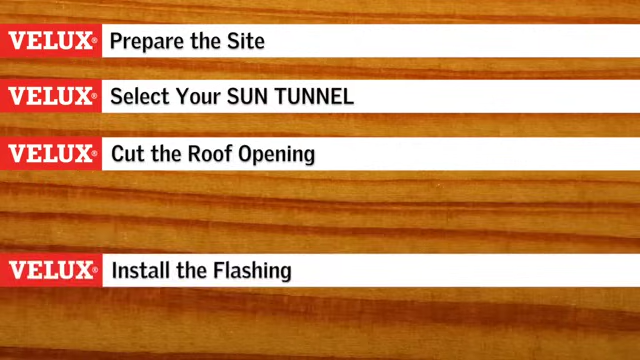 VELUX® Prepare the Site
VELUX® Select Your SUN TUNNEL
VELUX® Cut the Roof Opening
VELUX® Install the Flashing